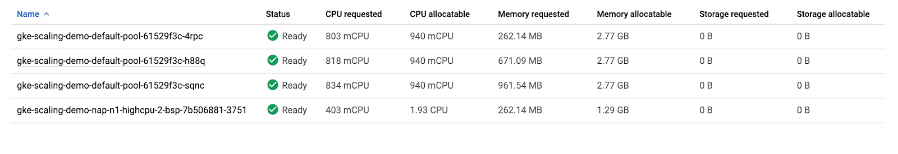 Name Status CPU requested CPU allocatable Memory requested Memory allocatable Storage requested Storage allocatable
gke-scaling-demo-default-pool-61529f3c-4rpc Ready 803 mCPU 940 mCPU 262.14 MB 2.77 GB 0 B 0 B
gke-scaling-demo-default-pool-61529f3c-h88q Ready 818 mCPU 940 mCPU 671.09 MB 2.77 GB 0 B 0 B
gke-scaling-demo-default-pool-61529f3c-sqnc Ready 834 mCPU 940 mCPU 961.54 MB 2.77 GB 0 B 0 B
gke-scaling-demo-nap-n1-highcpu-2-bsp-7b506881-3751 Ready 403 mCPU 1.93 CPU 262.14 MB 1.29 GB 0 B 0 B